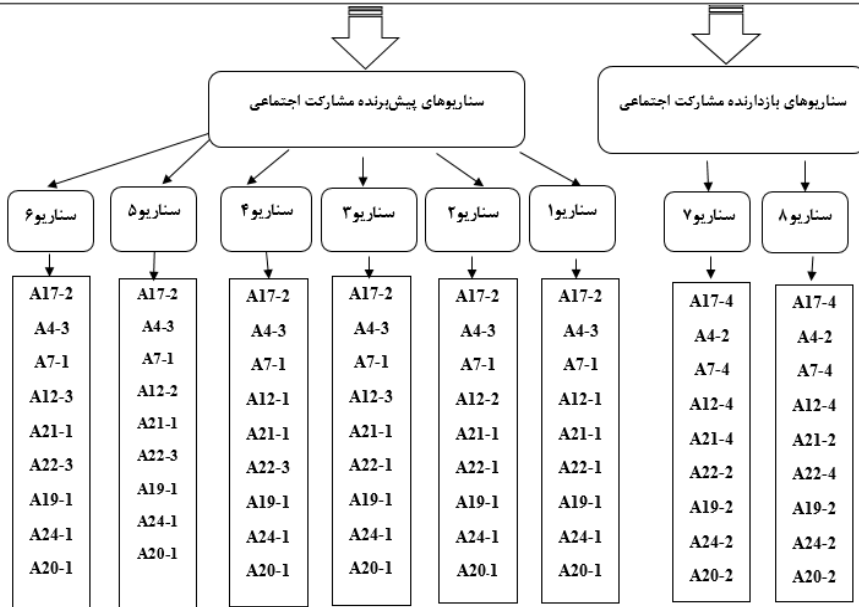 سناریوهای بازدارنده مشارکت اجتماعی
سناریوهای پیش‌برنده مشارکت اجتماعی
سناریو۸
A17-4
A4-2
A7-4
A12-4
A21-2
A22-4
A19-2
A24-2
A20-2
سناریو۷
A17-4
A4-2
A7-4
A12-4
A21-4
A22-2
A19-2
A24-2
A20-2
سناریو۱
A17-2
A4-3
A7-1
A12-1
A21-1
A22-1
A19-1
A24-1
A20-1
سناریو۲
A17-2
A4-3
A7-1
A12-2
A21-1
A22-1
A19-1
A24-1
A20-1
سناریو۳
A17-2
A4-3
A7-1
A12-3
A21-1
A22-1
A19-1
A24-1
A20-1
سناریو۴
A17-2
A4-3
A7-1
A12-1
A21-1
A22-3
A19-1
A24-1
A20-1
سناریو۵
A17-2
A4-3
A7-1
A12-2
A21-1
A22-3
A19-1
A24-1
A20-1
سناریو۶
A17-2
A4-3
A7-1
A12-3
A21-1
A22-3
A19-1
A24-1
A20-1